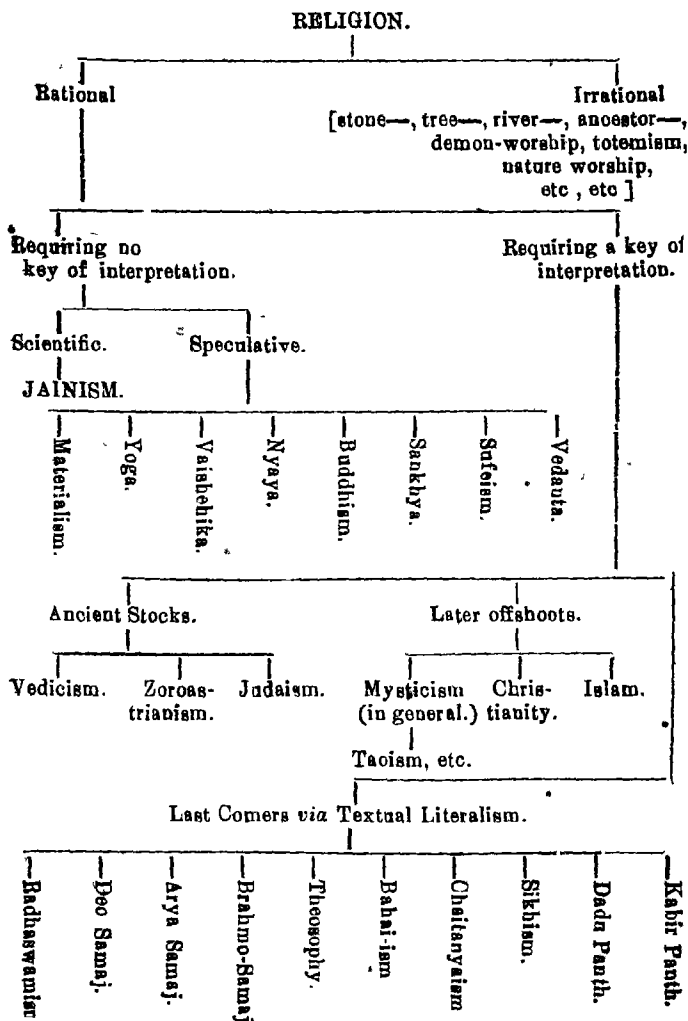 RELIGION.
Rational
Irrational
[stone—, tree—, river—, ancestor—,
demon-worship, totemism,
nature worship,
etc , etc ]
Requiring no
key of interpretation.
Requiring a key of
interpretation.
Scientific.
Speculative.
JAINISM.
Materialism.
Yoga.
Vaishehika.
Nyaya.
Buddhism.
Sankhya.
Sufeism.
Vedanta.
Ancient Stocks.
Later offshoots.
Vedicism.
Zoroas-
trianism.
Judaism.
Mysticism
(in general.)
Chris-
tianity.
Islam.
Taoism, etc.
Last Comers via Textual Literalism.
Radhaswamism
Deo Samaj.
Arya Samaj.
Brahmo-Samaj
Theosophy.
Bahai-ism
Chaitanyaism
Sikhism.
Dadu Panth.
Kabir Panth.